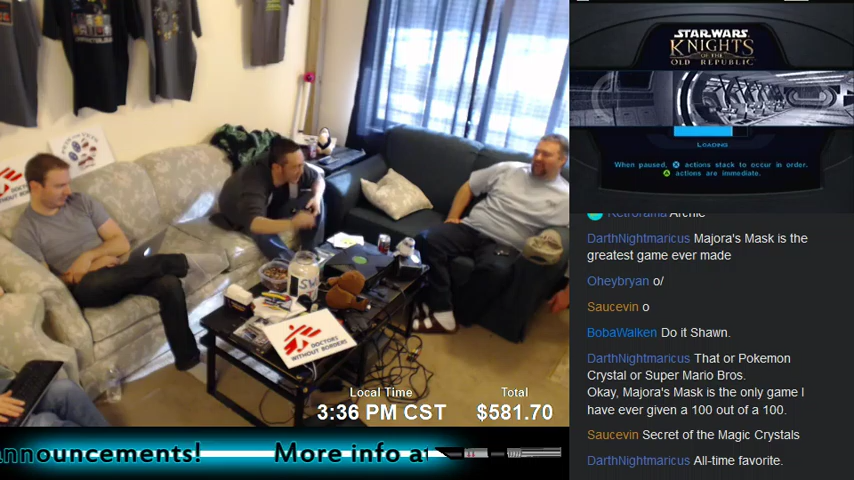 STAR.WARS
KNIGHTS
OF THE
OLD REPUBLIC
LOADING
When paused, X actions stack to occur in order.
A actions are immediate.
Retrorama Archie
DarthNightmaricus Majora's Mask is the
greatest game ever made
Oheybryan o/
Saucevin o
BobaWalken Do it Shawn.
DarthNightmaricus That or Pokemon
Crystal or Super Mario Bros.
Okay, Majora's Mask is the only game I
have ever given a 100 out of a 100.
Saucevin Secret of the Magic Crystals
DarthNightmaricus All-time favorite.
DOCTORS
WITHOUT BORDERS
Local Time
3:36 PM CST
Total
$581.70
announcements!
More info at